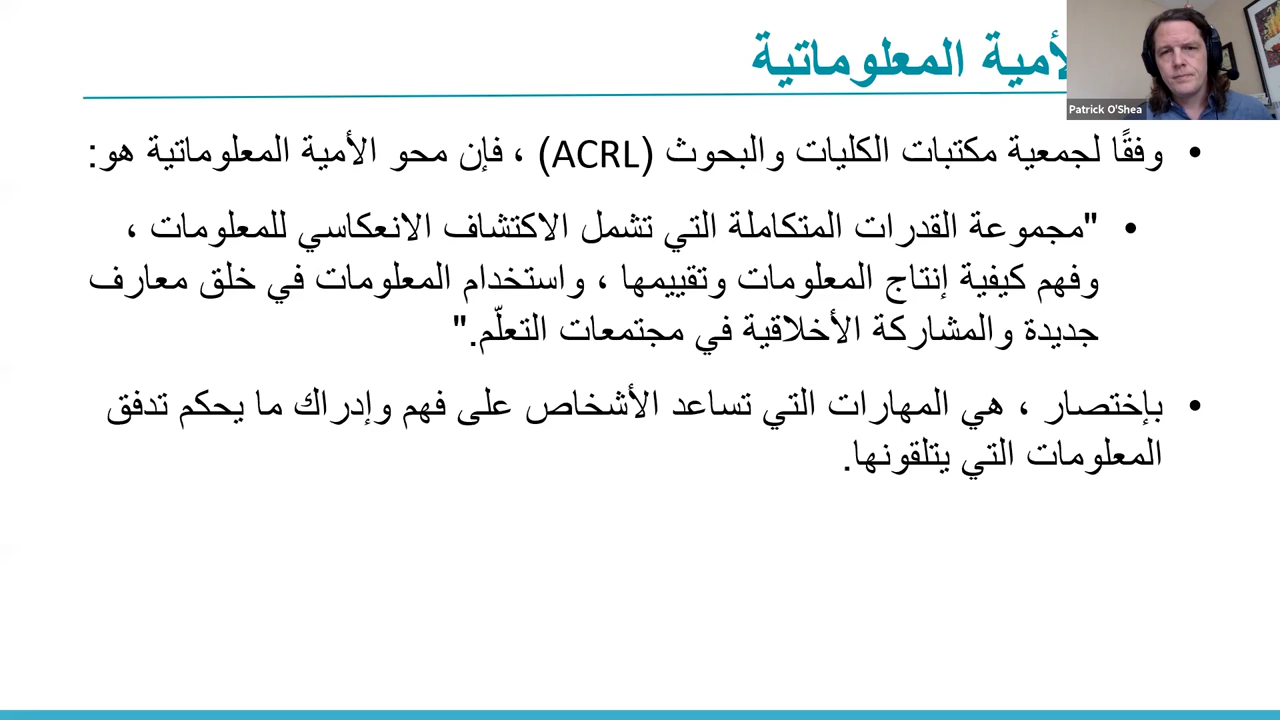 الأمية المعلوماتية
Patrick O'Shea
• وفقًا لجمعية مكتبات الكليات والبحوث (ACRL) ، فإن محو الأمية المعلوماتية هو:
• "مجموعة القدرات المتكاملة التي تشمل الاكتشاف الانعكاسي للمعلومات ،
وفهم كيفية إنتاج المعلومات وتقييمها ، واستخدام المعلومات في خلق معارف
جديدة والمشاركة الأخلاقية في مجتمعات التعلّم."
• بإختصار ، هي المهارات التي تساعد الأشخاص على فهم وإدراك ما يحكم تدفق
المعلومات التي يتلقونها.